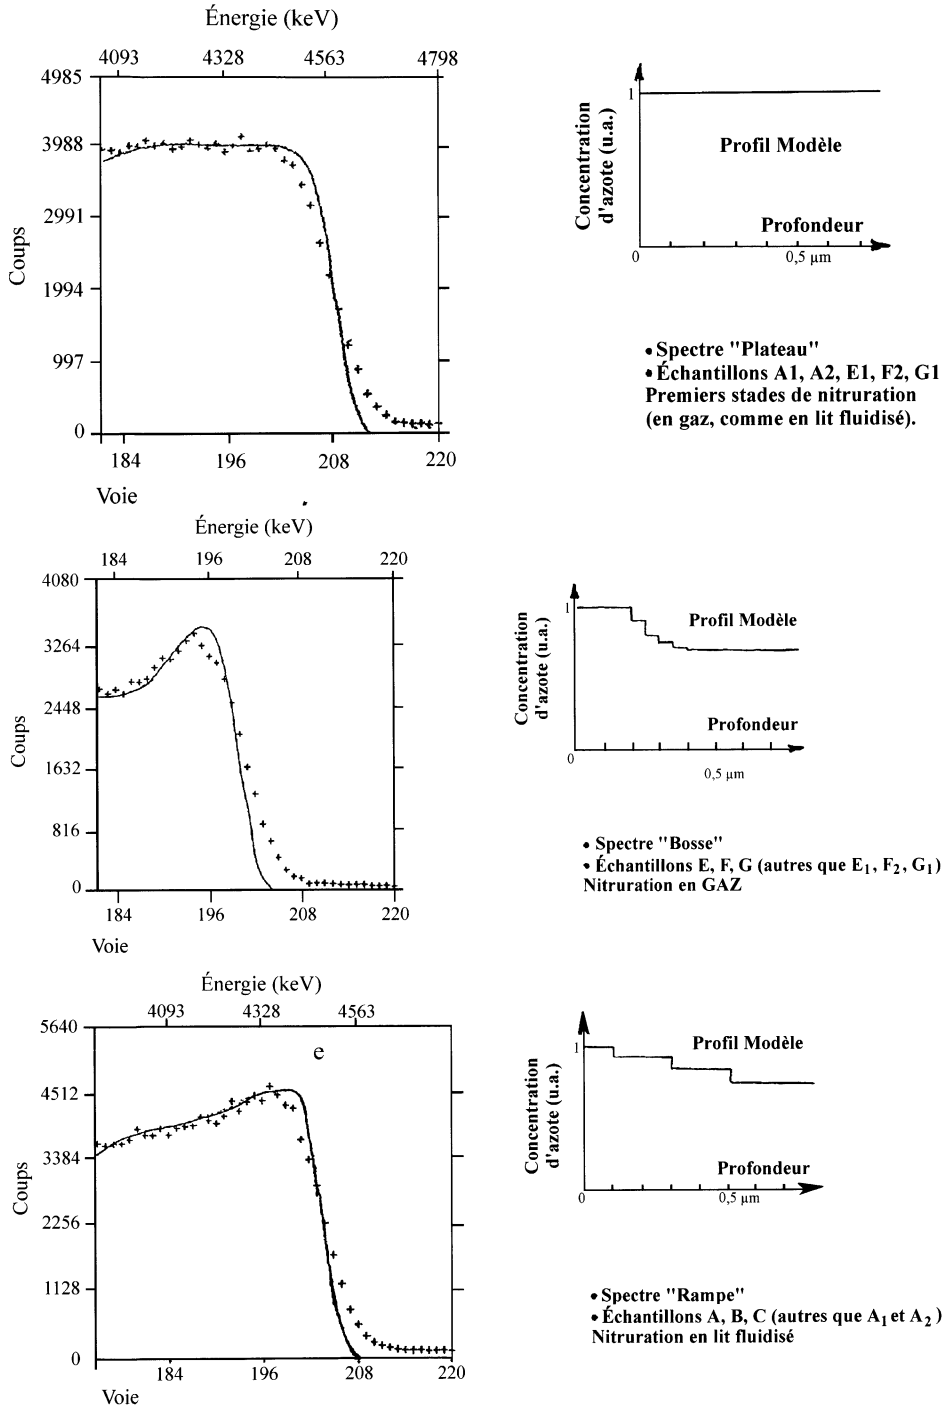 Énergie (keV)
4093 4328 4563 4798
4985
3988
2991
1994
997
0
Coups
184 196 208 220
Voie
Concentration
d'azote (u.a.)
1
Profil Modèle
Profondeur
0
0,5 µm
• Spectre "Plateau"
• Échantillons A1, A2, E1, F2, G1
Premiers stades de nitruration
(en gaz, comme en lit fluidisé).
Énergie (keV)
184 196 208 220
4080
3264
2448
1632
816
0
Coups
184 196 208 220
Voie
Concentration
d'azote (u.a.)
1
Profil Modèle
Profondeur
0
0,5 µm
• Spectre "Bosse"
• Échantillons E, F, G (autres que E1, F2, G1)
Nitruration en GAZ
Énergie (keV)
4093 4328 4563
5640
e
4512
3384
2256
1128
0
Coups
184 196 208 220
Voie
Concentration
d'azote (u.a.)
1
Profil Modèle
Profondeur
0
0,5 µm
• Spectre "Rampe"
• Échantillons A, B, C (autres que A1 et A2)
Nitruration en lit fluidisé